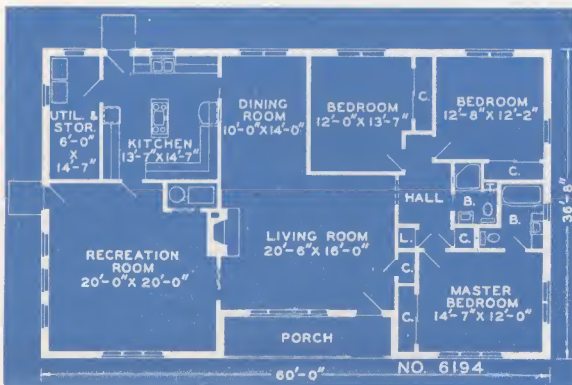 UTIL. &
STOR.
6'-0"
X
14'-7"
KITCHEN
13'-7"X14'-7"
DINING
ROOM
10'-0"X14'-0"
BEDROOM
12'-0"X13'-7"
C.
BEDROOM
12'-8"X12'-2"
C.
HALL
B.
B.
36'-8"
RECREATION
ROOM
20'-0"X20'-0"
LIVING ROOM
20'-6"X16'-0"
L.
C.
C.
C.
MASTER
BEDROOM
14'-7"X12'-0"
PORCH
NO. 6194
60'-0"